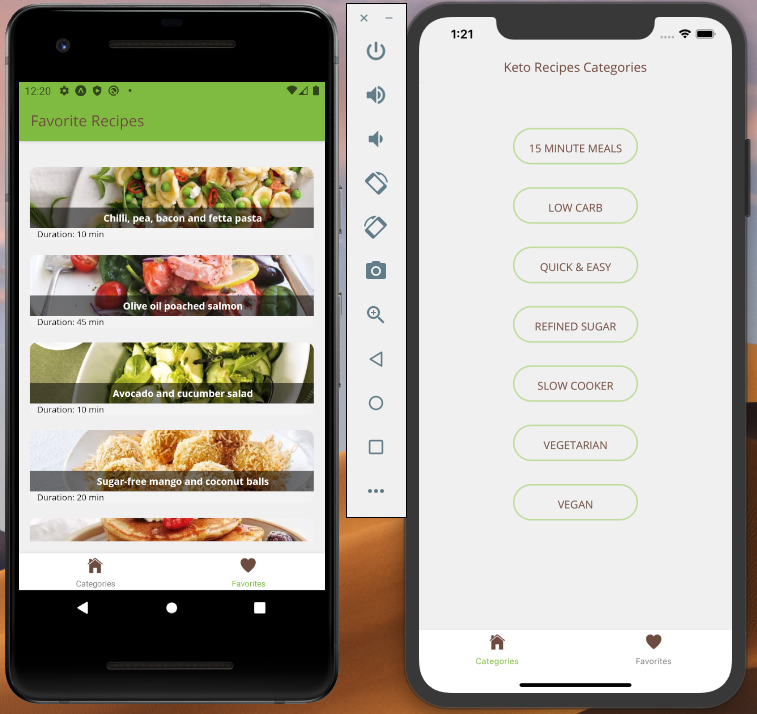 12:20
Favorite Recipes
Chilli, pea, bacon and fetta pasta
Duration: 10 min
Olive oil poached salmon
Duration: 45 min
Avocado and cucumber salad
Duration: 10 min
Sugar-free mango and coconut balls
Duration: 20 min
Categories
Favorites
1:21
Keto Recipes Categories
15 MINUTE MEALS
LOW CARB
QUICK & EASY
REFINED SUGAR
SLOW COOKER
VEGETARIAN
VEGAN
Categories
Favorites